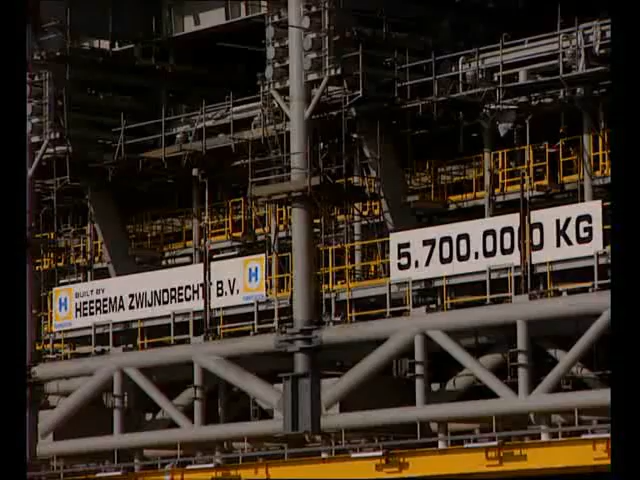 H
BUILT BY
HEEREMA ZWIJNDRECHT B.V.
H
5.700.000 KG